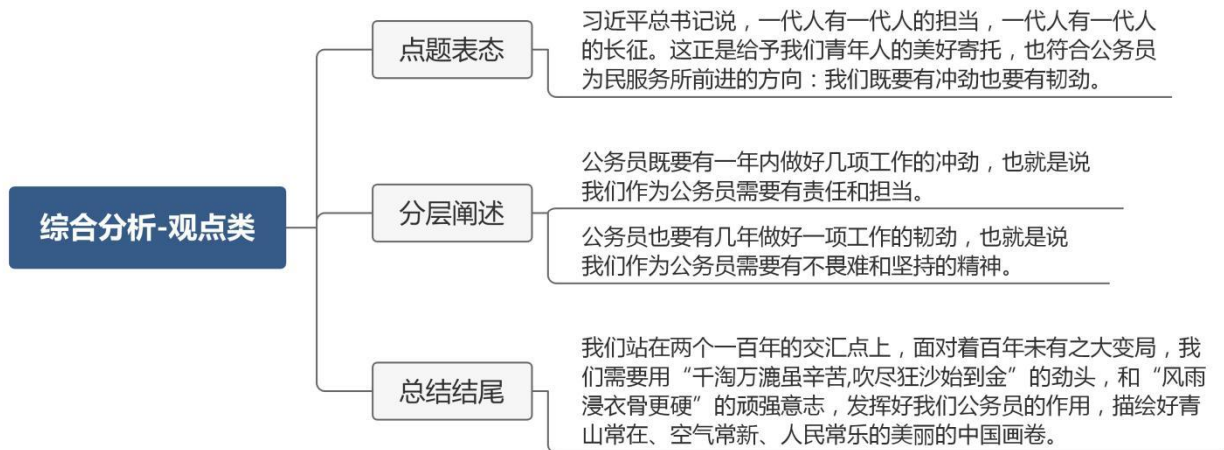 综合分析-观点类
点题表态
习近平总书记说，一代人有一代人的担当，一代人有一代人
的长征。这正是给予我们青年人的美好寄托，也符合公务员
为民服务所前进的方向：我们既要有冲劲也要有韧劲。
分层阐述
公务员既要有一年内做好几项工作的冲劲，也就是说
我们作为公务员需要有责任和担当。
公务员也要有几年做好一项工作的韧劲，也就是说
我们作为公务员需要有不畏难和坚持的精神。
总结结尾
我们站在两个一百年的交汇点上，面对着百年未有之大变局，我
们需要用“千淘万漉虽辛苦,吹尽狂沙始到金”的劲头，和“风雨
浸衣骨更硬”的顽强意志，发挥好我们公务员的作用，描绘好青
山常在、空气常新、人民常乐的美丽的中国画卷。